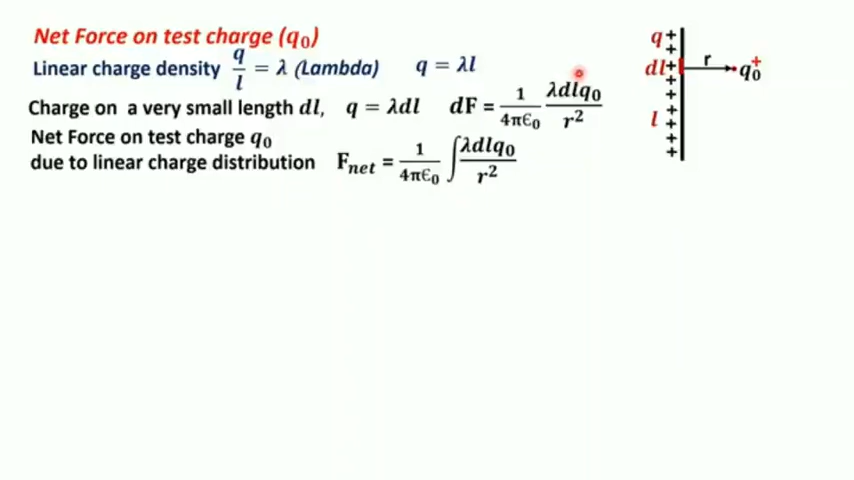 Net Force on test charge (q₀)
Linear charge density q/l = λ (Lambda) q = λl
Charge on a very small length dl, q = λdl dF = 1/4πϵ₀ λdlq₀/r²
Net Force on test charge q₀
due to linear charge distribution Fnet = 1/4πϵ₀ ∫ λdlq₀/r²
q +
+
dl + r q₀ +
+
+
+
l +
+
+